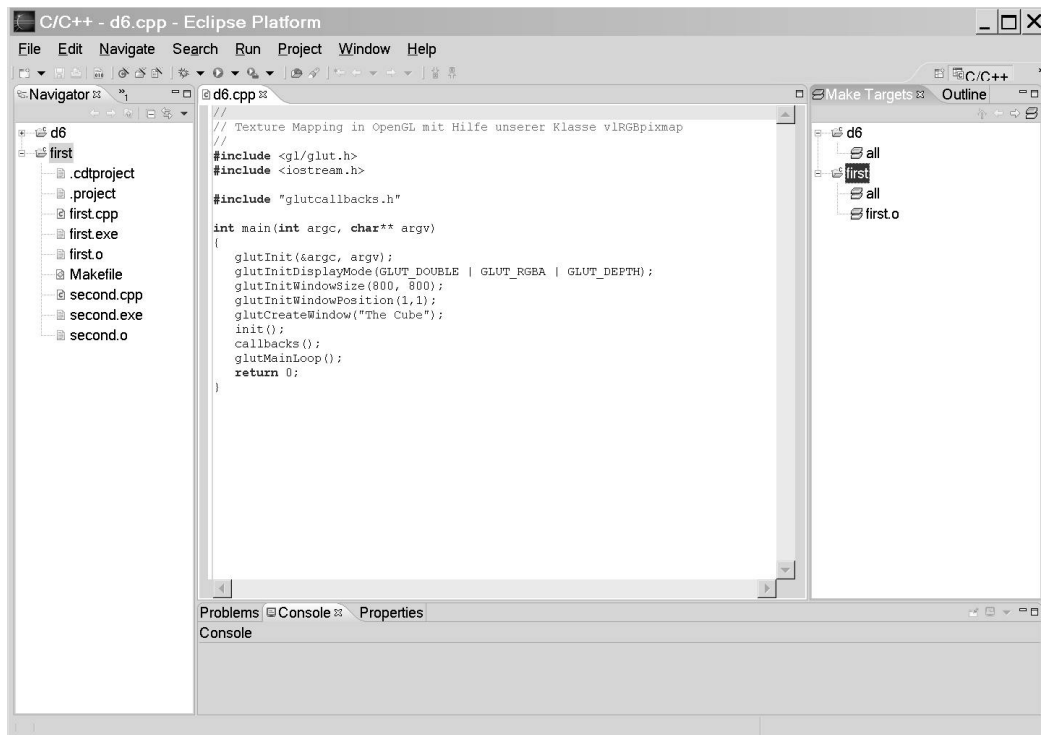 C/C++ - d6.cpp - Eclipse Platform
File Edit Navigate Search Run Project Window Help
C/C++
Navigator »1
d6
first
.cdtproject
.project
first.cpp
first.exe
first.o
Makefile
second.cpp
second.exe
second.o
d6.cpp
//
// Texture Mapping in OpenGL mit Hilfe unserer Klasse vlRGBpixmap
//
#include <gl/glut.h>
#include <iostream.h>
#include "glutcallbacks.h"
int main(int argc, char** argv)
{
glutInit(&argc, argv);
glutInitDisplayMode(GLUT_DOUBLE | GLUT_RGBA | GLUT_DEPTH);
glutInitWindowSize(800, 800);
glutInitWindowPosition(1,1);
glutCreateWindow("The Cube");
init();
callbacks();
glutMainLoop();
return 0;
}
Make Targets Outline
d6
all
first
all
first.o
Problems Console Properties
Console